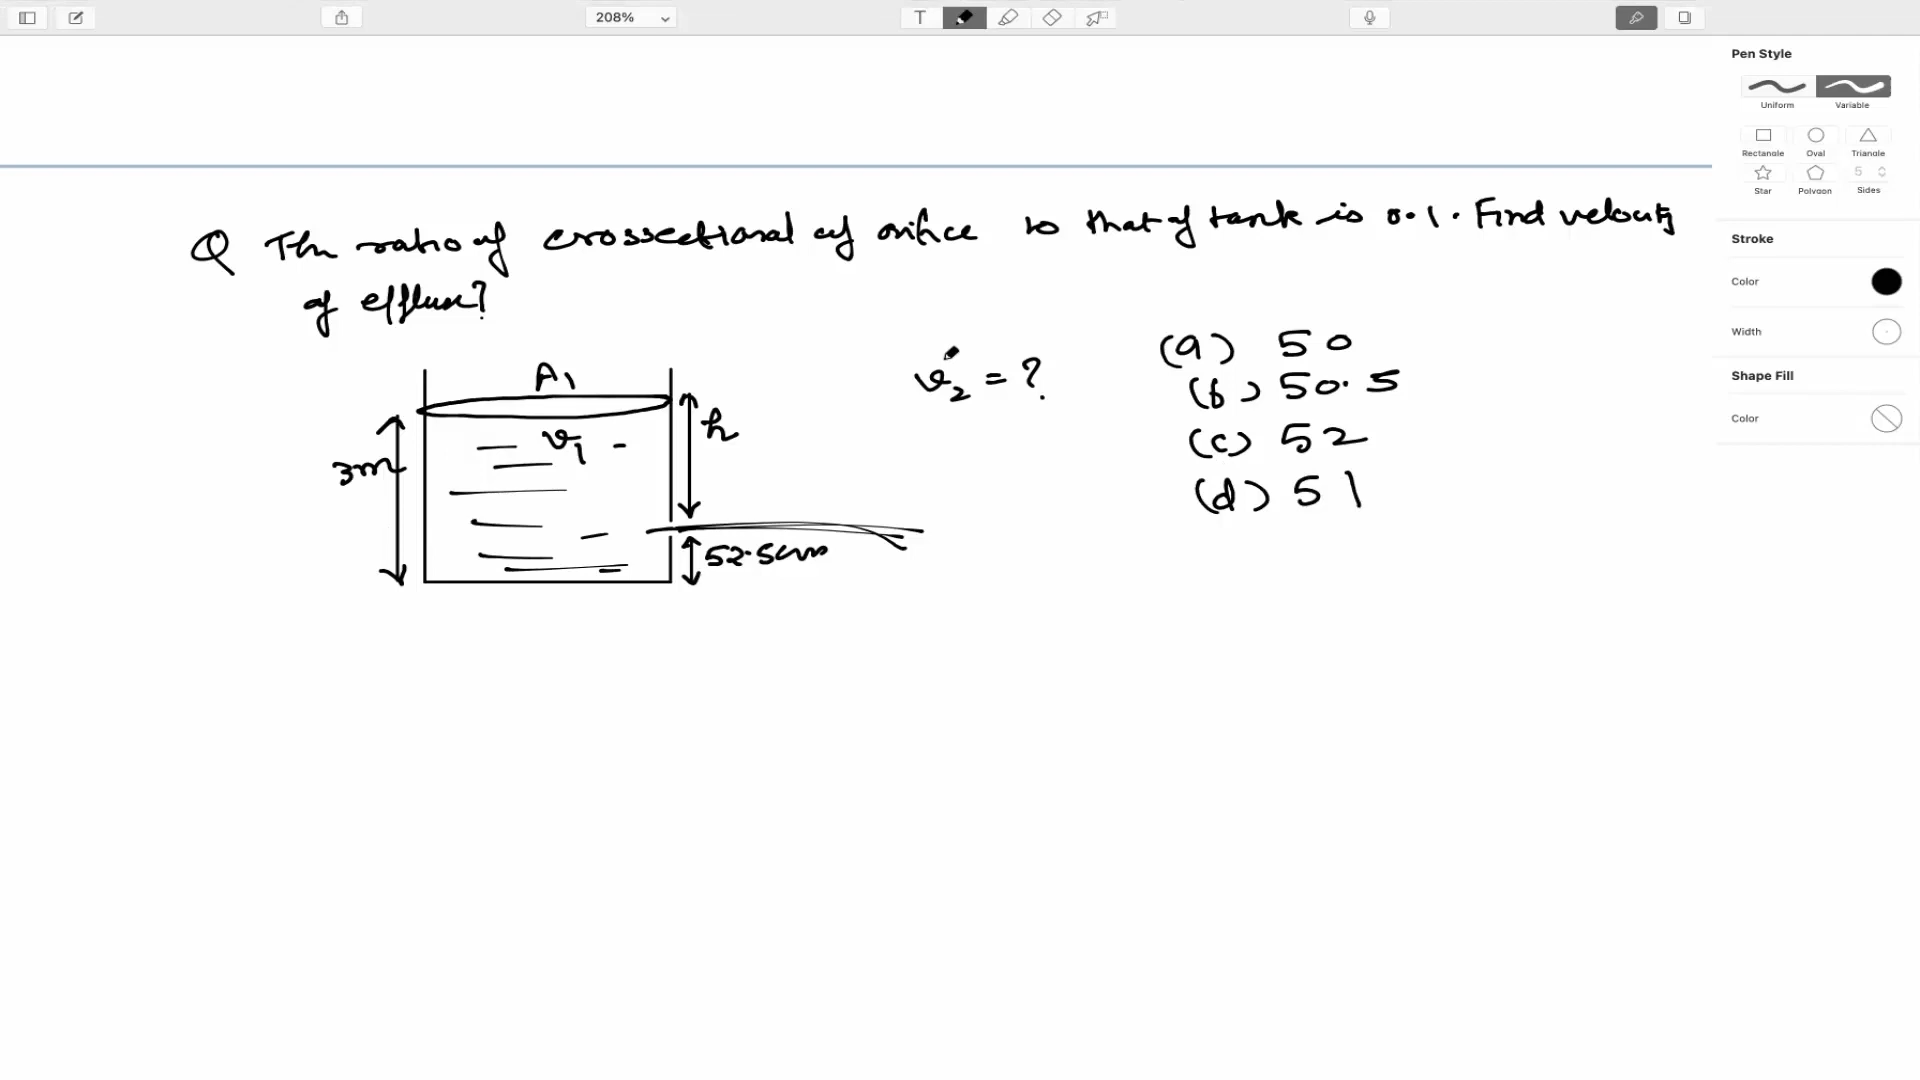 208%
T
Pen Style
Uniform
Variable
Rectangle
Oval
Triangle
Star
Polygon
5
Sides
Stroke
Color
Width
Shape Fill
Color
Q The ratio of crossectional of orifice to that of tank is 0.1. Find velocity
of efflux?
A1
v1
3m
h
52.5cm
v2 = ?
(a) 50
(b) 50.5
(c) 52
(d) 51